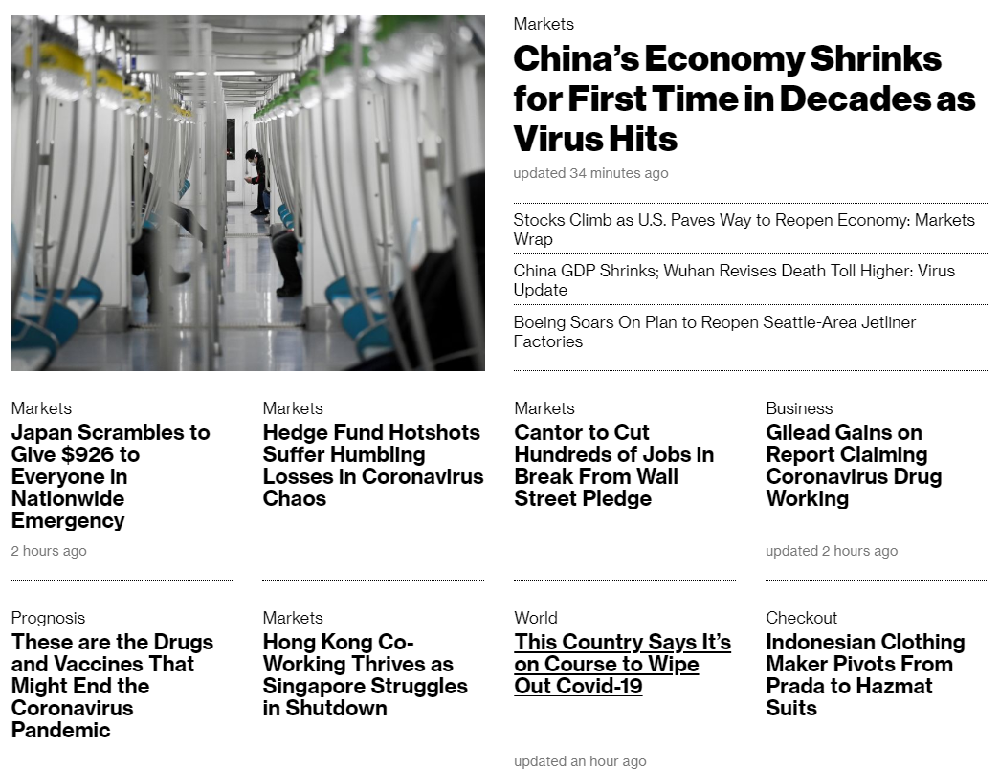 Markets
China’s Economy Shrinks
for First Time in Decades as
Virus Hits
updated 34 minutes ago
Stocks Climb as U.S. Paves Way to Reopen Economy: Markets
Wrap
China GDP Shrinks; Wuhan Revises Death Toll Higher: Virus
Update
Boeing Soars On Plan to Reopen Seattle-Area Jetliner
Factories
Markets
Japan Scrambles to
Give $926 to
Everyone in
Nationwide
Emergency
2 hours ago
Markets
Hedge Fund Hotshots
Suffer Humbling
Losses in Coronavirus
Chaos
Markets
Cantor to Cut
Hundreds of Jobs in
Break From Wall
Street Pledge
Business
Gilead Gains on
Report Claiming
Coronavirus Drug
Working
updated 2 hours ago
Prognosis
These are the Drugs
and Vaccines That
Might End the
Coronavirus
Pandemic
Markets
Hong Kong Co-
Working Thrives as
Singapore Struggles
in Shutdown
World
This Country Says It’s
on Course to Wipe
Out Covid-19
updated an hour ago
Checkout
Indonesian Clothing
Maker Pivots From
Prada to Hazmat
Suits